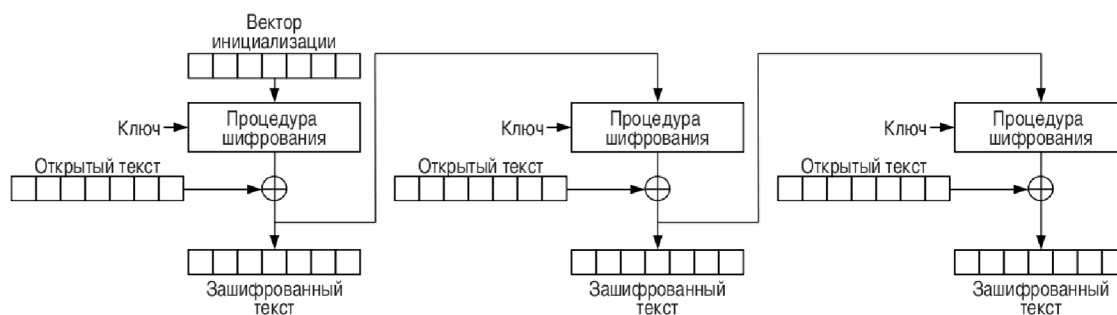 Вектор
инициализации
Ключ
Процедура
шифрования
Ключ
Процедура
шифрования
Ключ
Процедура
шифрования
Открытый текст
Открытый текст
Открытый текст
Зашифрованный
текст
Зашифрованный
текст
Зашифрованный
текст